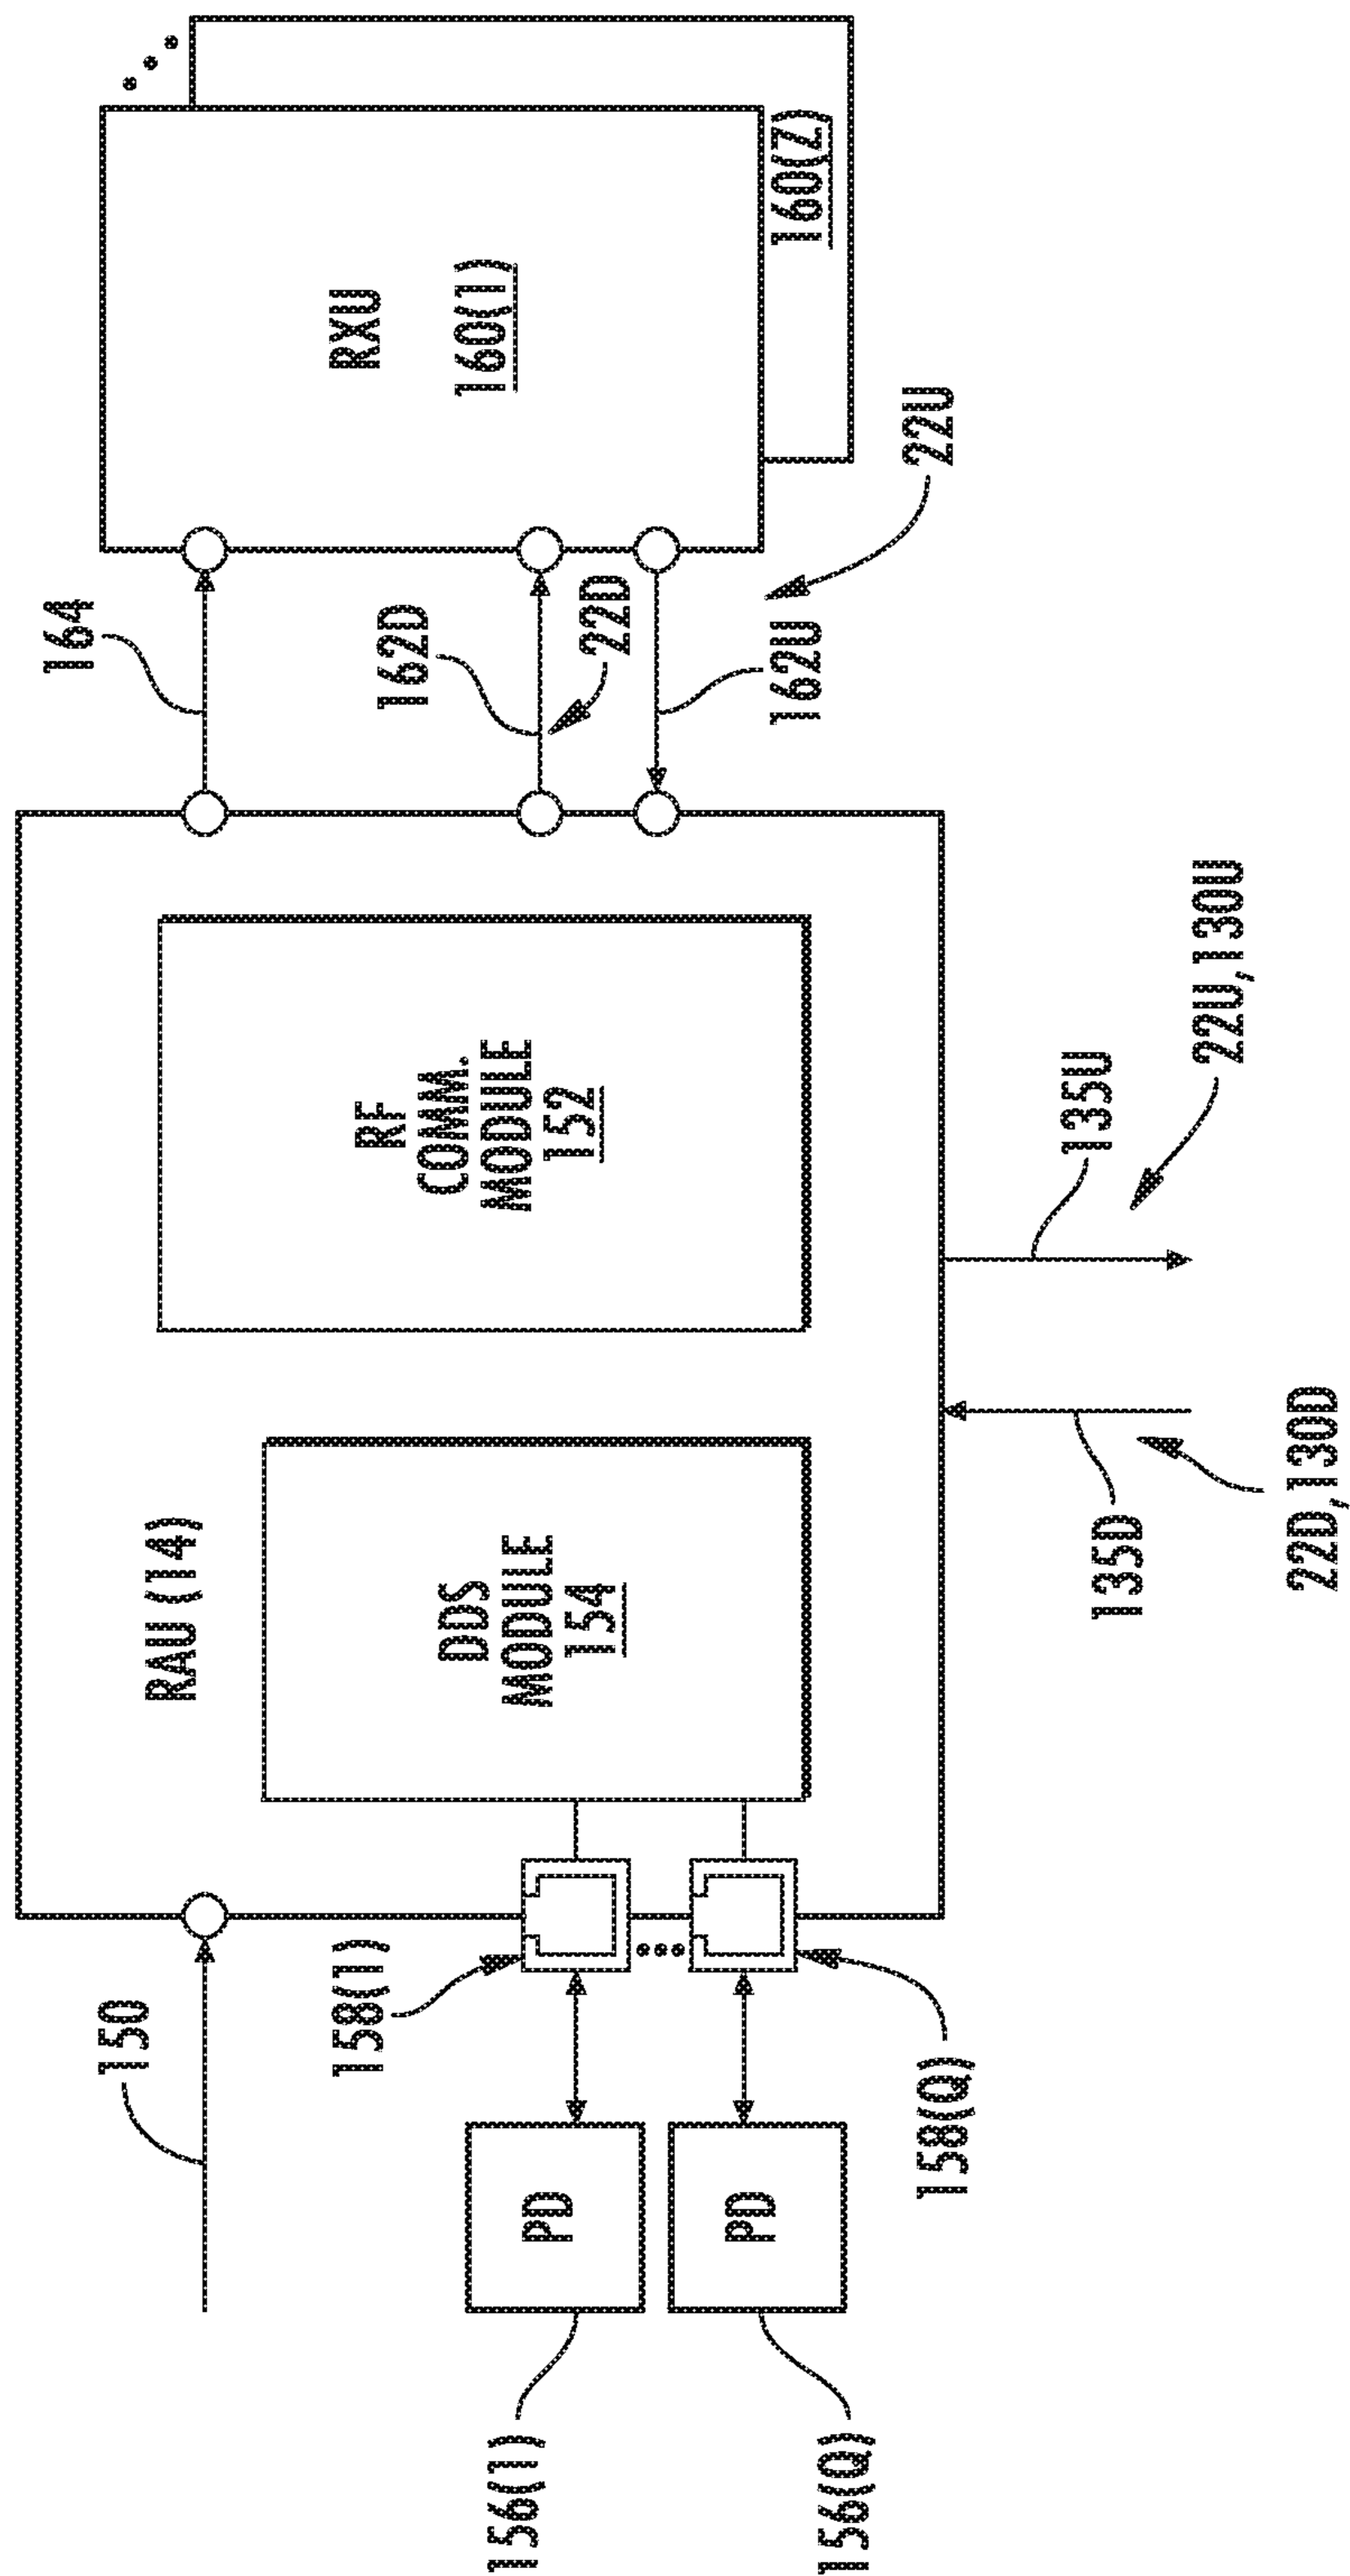 150
RAU (14)
164
RXU
160(1)
160(Z)
158(1)
DDS
MODULE
154
RF
COMM.
MODULE
152
162D
22D
162U
22U
156(1)
PD
PD
156(Q)
158(Q)
135D
22D,130D
135U
22U,130U